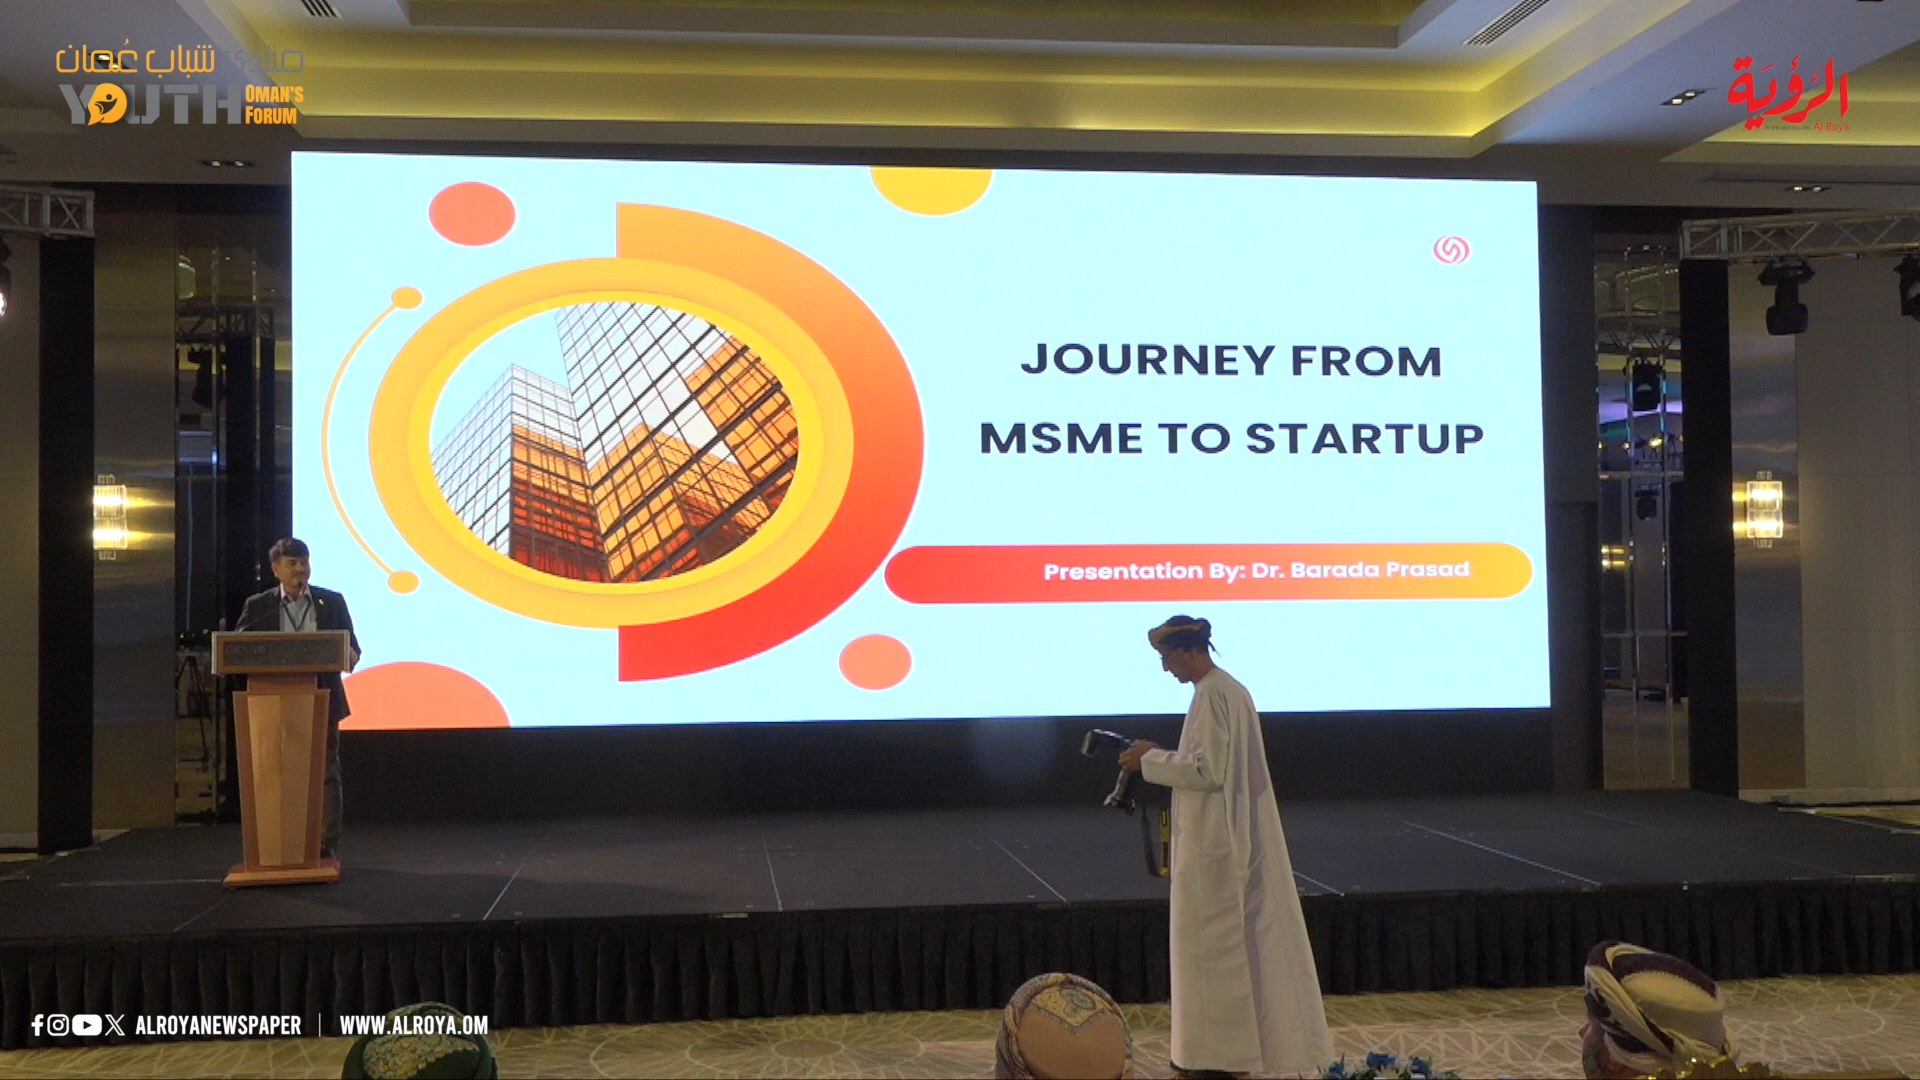 منتدى شباب عُمان
YOUTH OMAN'S FORUM
الرؤية
Al Roya
JOURNEY FROM
MSME TO STARTUP
Presentation By: Dr. Barada Prasad
ALROYANEWSPAPER | WWW.ALROYA.OM